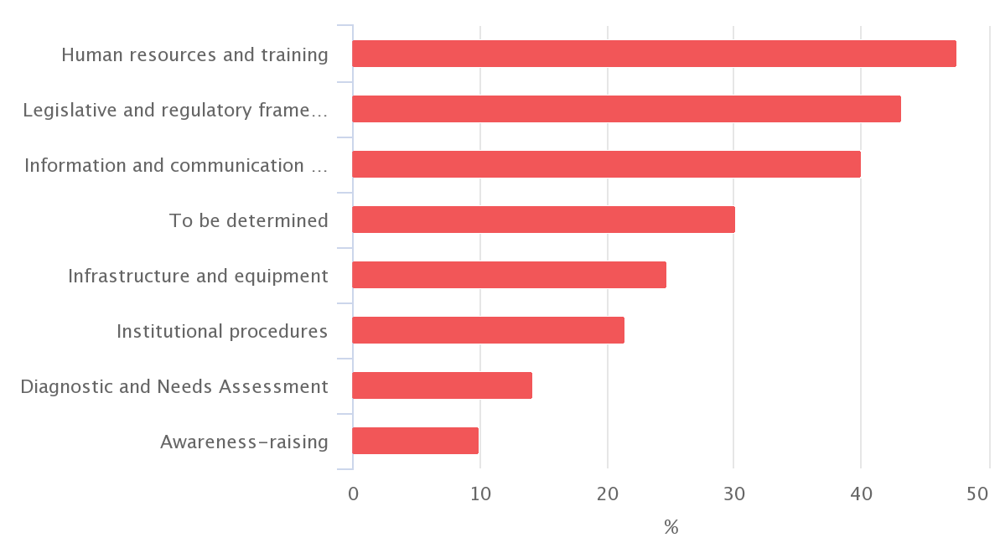 Human resources and training
Legislative and regulatory frame...
Information and communication ...
To be determined
Infrastructure and equipment
Institutional procedures
Diagnostic and Needs Assessment
Awareness-raising
0 10 20 30 40 50
%